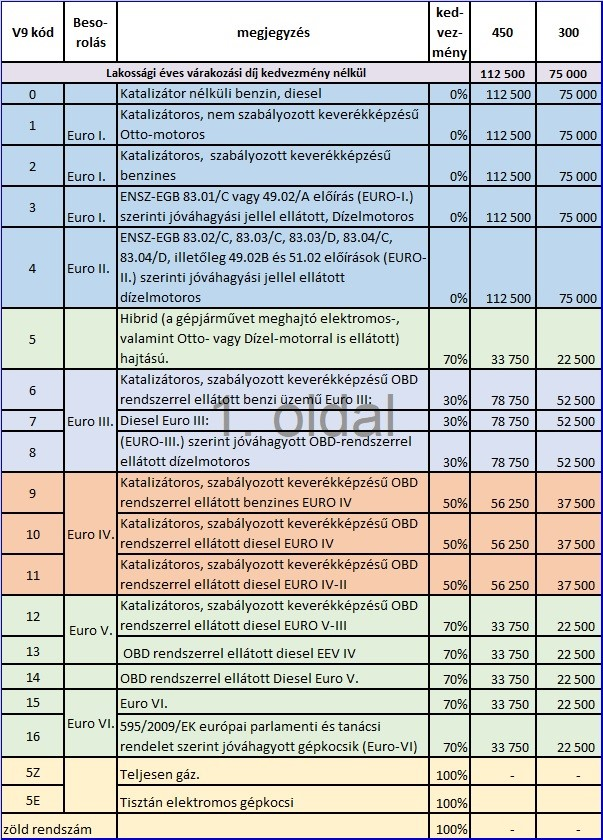 V9 kód Beso- megjegyzés ked- 450 300
rolás vez-
mény
Lakossági éves várakozási díj kedvezmény nélkül 112 500 75 000
0 Katalizátor nélküli benzin, diesel 0% 112 500 75 000
1 Katalizátoros, nem szabályozott keverékképzésű
Euro I. Otto-motoros 0% 112 500 75 000
2 Katalizátoros, szabályozott keverékképzésű
Euro I. benzines 0% 112 500 75 000
3 ENSZ-EGB 83.01/C vagy 49.02/A előírás (EURO-I.)
Euro I. szerinti jóváhagyási jellel ellátott, Dízelmotoros 0% 112 500 75 000
ENSZ-EGB 83.02/C, 83.03/C, 83.03/D, 83.04/C,
4 Euro II. 83.04/D, illetőleg 49.02B és 51.02 előírások (EURO-
II.) szerinti jóváhagyási jellel ellátott
dízelmotoros 0% 112 500 75 000
Hibrid (a gépjárművet meghajtó elektromos-,
5 valamint Otto- vagy Dízel-motorral is ellátott)
hajtású. 70% 33 750 22 500
6 Katalizátoros, szabályozott keverékképzésű OBD
rendszerrel ellátott benzi üzemű Euro III: 30% 78 750 52 500
7 Euro III. Diesel Euro III: 30% 78 750 52 500
1. oldal
8 (EURO-III.) szerint jóváhagyott OBD-rendszerrel
ellátott dízelmotoros 30% 78 750 52 500
9 Katalizátoros, szabályozott keverékképzésű OBD
rendszerrel ellátott benzines EURO IV 50% 56 250 37 500
10 Euro IV. Katalizátoros, szabályozott keverékképzésű OBD
rendszerrel ellátott diesel EURO IV 50% 56 250 37 500
11 Katalizátoros, szabályozott keverékképzésű OBD
rendszerrel ellátott diesel EURO IV-II 50% 56 250 37 500
12 Katalizátoros, szabályozott keverékképzésű OBD
Euro V. rendszerrel ellátott diesel EURO V-III 70% 33 750 22 500
13 OBD rendszerrel ellátott diesel EEV IV 70% 33 750 22 500
14 OBD rendszerrel ellátott Diesel Euro V. 70% 33 750 22 500
15 Euro VI. 70% 33 750 22 500
16 Euro VI. 595/2009/EK európai parlamenti és tanácsi
rendelet szerint jóváhagyott gépkocsik (Euro-VI) 70% 33 750 22 500
5Z Teljesen gáz. 100% - -
5E Tisztán elektromos gépkocsi 100%
zöld rendszám 100% - -